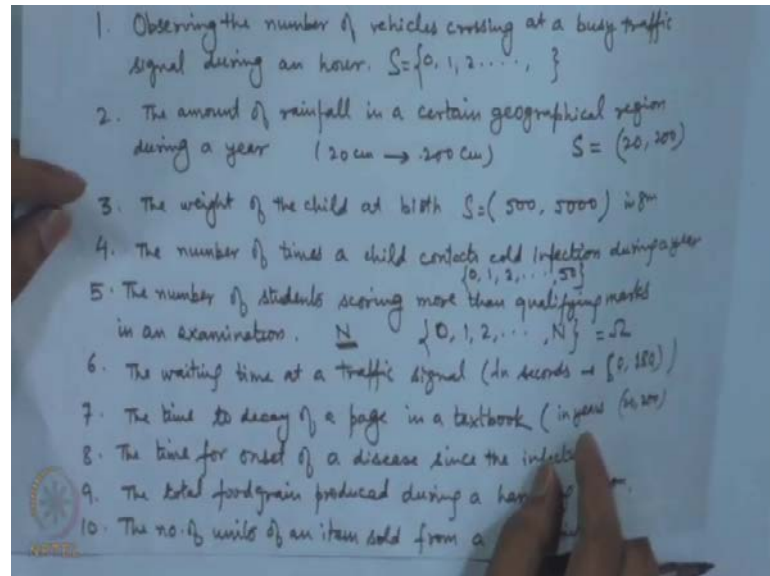 1. Observing the number of vehicles crossing at a busy traffic
signal during an hour. S={0, 1, 2 ....., }
2. The amount of rainfall in a certain geographical region
during a year (20 cm → 200 cm) S = (20, 200)
3. The weight of the child at birth S=( 500, 5000) in gm
4. The number of times a child contacts cold infection during a year
{0, 1, 2, ..., 50}
5. The number of students scoring more than qualifying marks
in an examination. N {0, 1, 2, ..., N} = Ω
6. The waiting time at a traffic signal (In seconds → [0, 180))
7. The time to decay of a page in a textbook (in years
8. The time for onset of a disease since the
9. The total foodgrain produced during a
10. The no. of units of an item sold from a
NPTEL